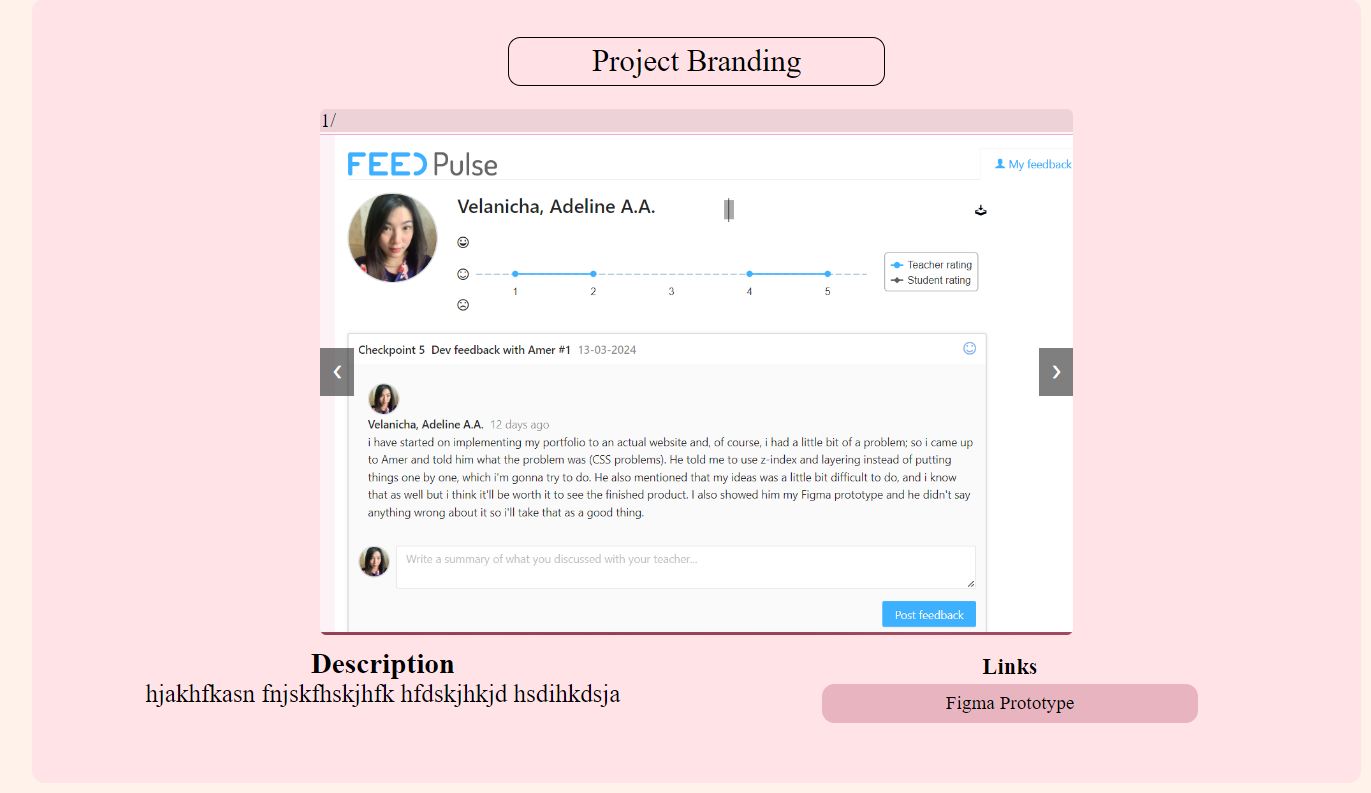 Project Branding
1/
FEED Pulse
My feedback
Velanicha, Adeline A.A.
Teacher rating
Student rating
1 2 3 4 5
Checkpoint 5 Dev feedback with Amer #1 13-03-2024
‹ ›
Velanicha, Adeline A.A. 12 days ago
i have started on implementing my portfolio to an actual website and, of course, i had a little bit of a problem; so i came up
to Amer and told him what the problem was (CSS problems). He told me to use z-index and layering instead of putting
things one by one, which i'm gonna try to do. He also mentioned that my ideas was a little bit difficult to do, and i know
that as well but i think it'll be worth it to see the finished product. I also showed him my Figma prototype and he didn't say
anything wrong about it so i'll take that as a good thing.
Write a summary of what you discussed with your teacher...
Post feedback
Description
hjakhfkasn fnjskfhskjhfk hfdskjhkjd hsdihkdsja
Links
Figma Prototype